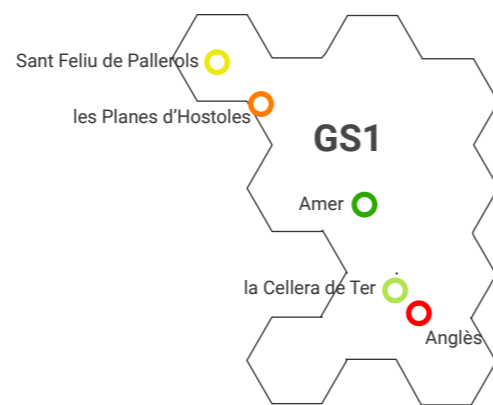 Sant Feliu de Pallerols
les Planes d’Hostoles
GS1
Amer
la Cellera de Ter
Anglès